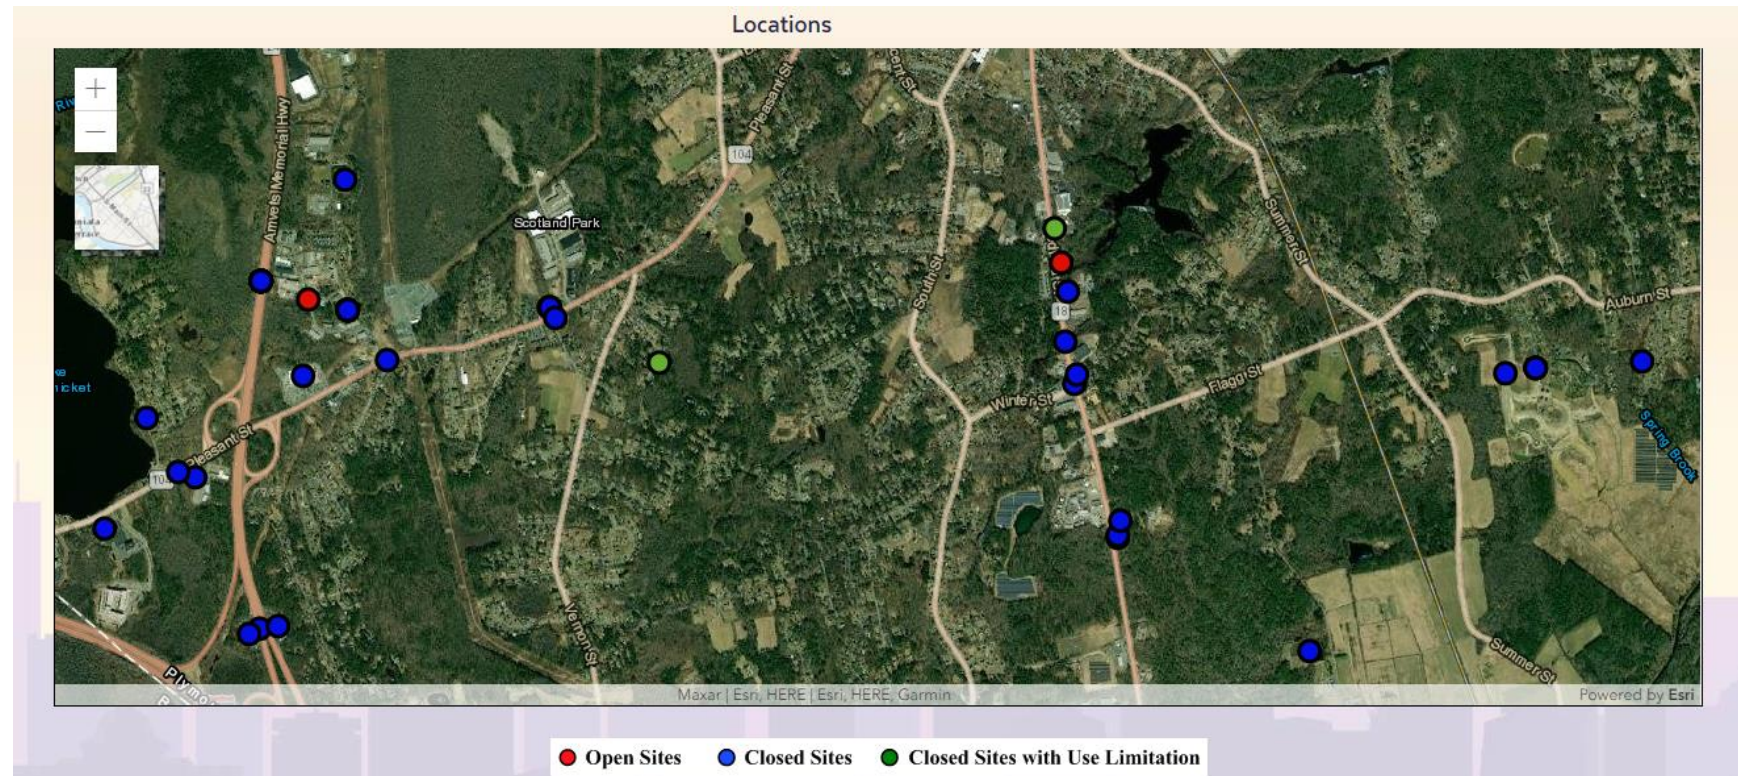 Locations
+
Amvets Memorial Hwy
Pleasant St
104
Scotland Park
South St
18
Summer St
Auburn St
Winter St
Flagg St
Pleasant St
Spring Brook
Vernon St
Summer St
Maxar | Esri, HERE | Esri, HERE, Garmin
Powered by Esri
Open Sites
Closed Sites
Closed Sites with Use Limitation